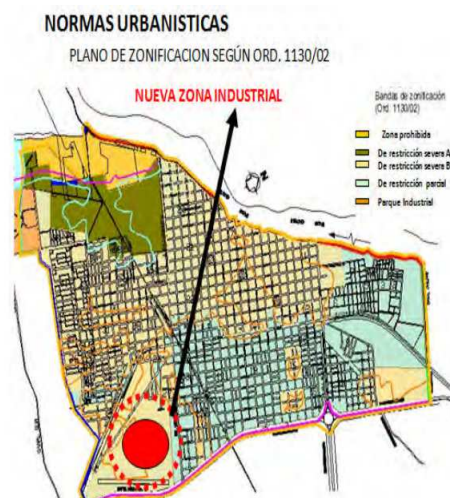 NORMAS URBANISTICAS
PLANO DE ZONIFICACION SEGÚN ORD. 1130/02
NUEVA ZONA INDUSTRIAL
Bandas de zonificación
(Ord. 1130/02)
Zona prohibida
De restricción severa A
De restricción severa B
De restricción parcial
Parque Industrial
N